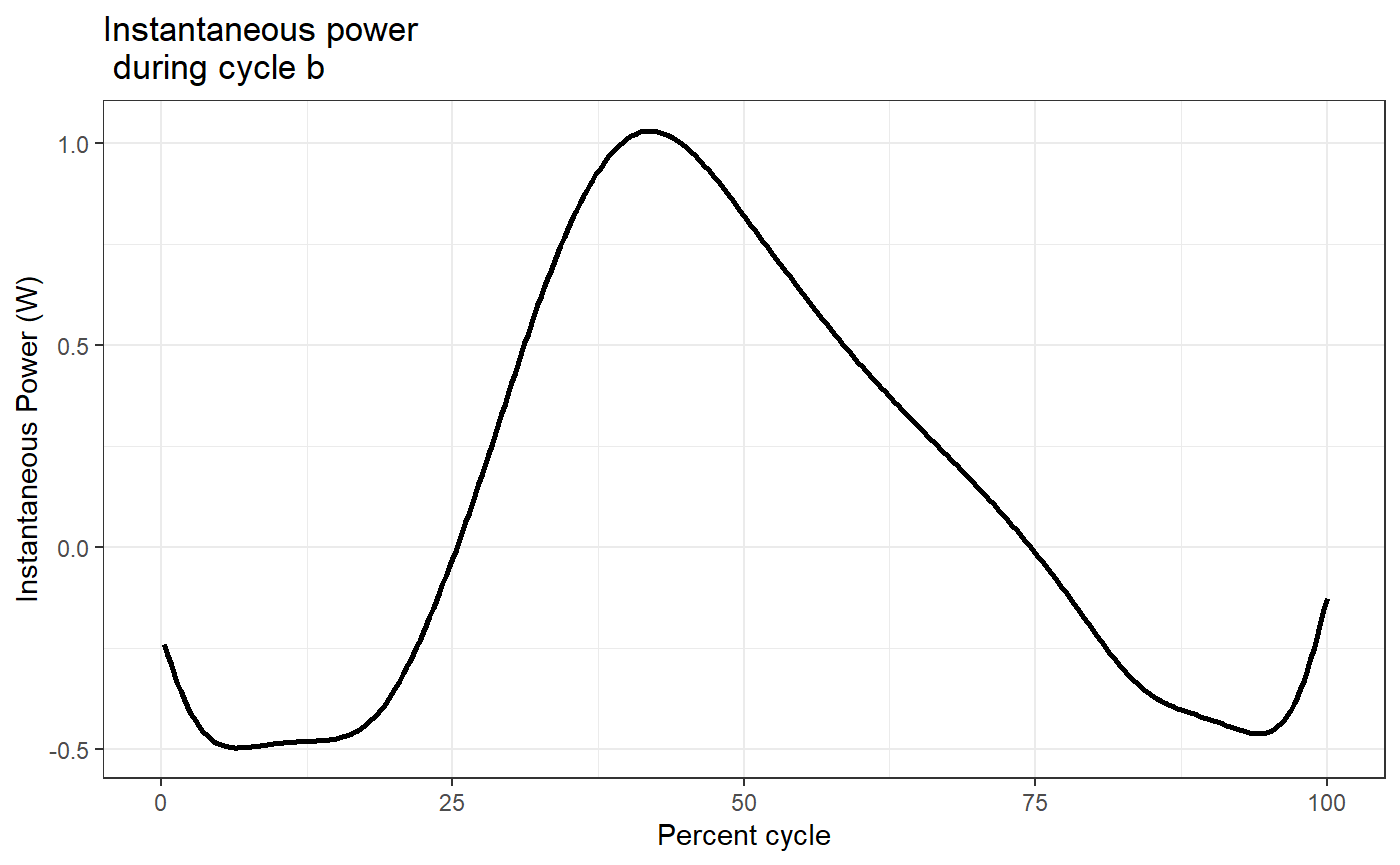 Instantaneous power
during cycle b
Instantaneous Power (W)
1.0
0.5
0.0
-0.5
0 25 50 75 100
Percent cycle